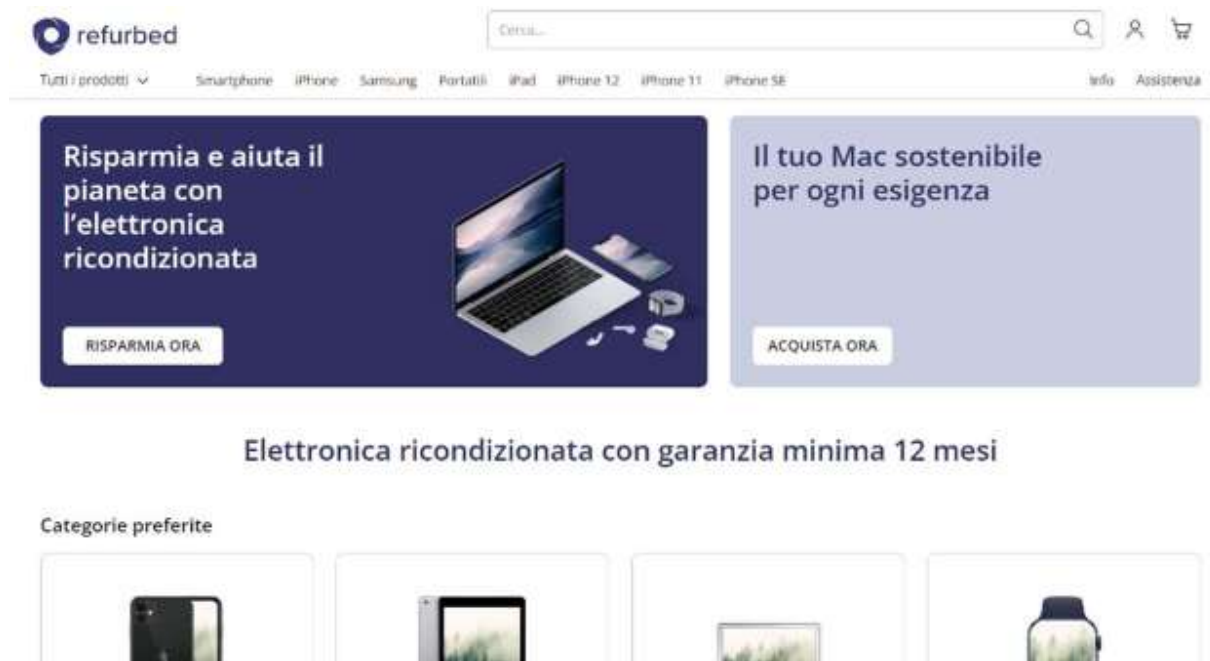 refurbed
Cerca...
Tutti i prodotti
Smartphone iPhone Samsung Portatili iPad iPhone 12 iPhone 11 iPhone SE
Info Assistenza
Risparmia e aiuta il
pianeta con
l'elettronica
ricondizionata
RISPARMIA ORA
Il tuo Mac sostenibile
per ogni esigenza
ACQUISTA ORA
Elettronica ricondizionata con garanzia minima 12 mesi
Categorie preferite